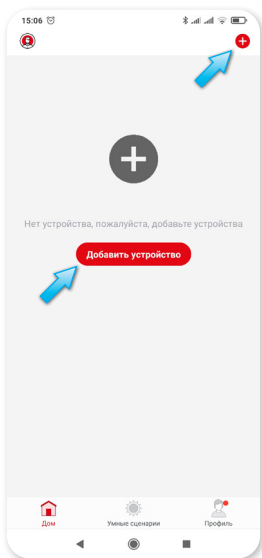 15:06
Нет устройства, пожалуйста, добавьте устройства
Добавить устройство
Дом
Умные сценарии
Профиль